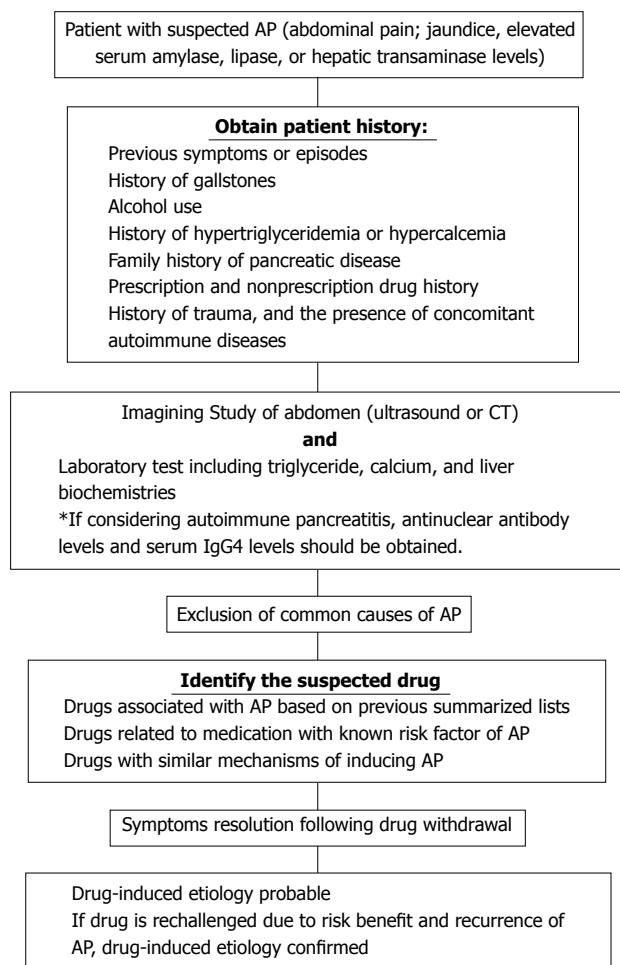 Patient with suspected AP (abdominal pain; jaundice, elevated
serum amylase, lipase, or hepatic transaminase levels)
Obtain patient history:
Previous symptoms or episodes
History of gallstones
Alcohol use
History of hypertriglyceridemia or hypercalcemia
Family history of pancreatic disease
Prescription and nonprescription drug history
History of trauma, and the presence of concomitant
autoimmune diseases
Imagining Study of abdomen (ultrasound or CT)
and
Laboratory test including triglyceride, calcium, and liver
biochemistries
*If considering autoimmune pancreatitis, antinuclear antibody
levels and serum IgG4 levels should be obtained.
Exclusion of common causes of AP
Identify the suspected drug
Drugs associated with AP based on previous summarized lists
Drugs related to medication with known risk factor of AP
Drugs with similar mechanisms of inducing AP
Symptoms resolution following drug withdrawal
Drug-induced etiology probable
If drug is rechallenged due to risk benefit and recurrence of
AP, drug-induced etiology confirmed